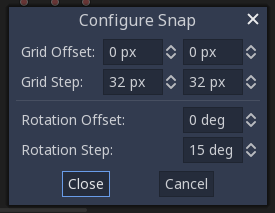 Configure Snap
Grid Offset: 0 px 0 px
Grid Step: 32 px 32 px
Rotation Offset: 0 deg
Rotation Step: 15 deg
Close Cancel